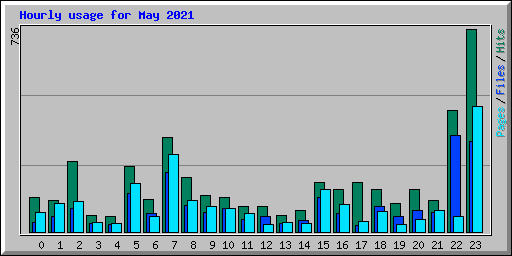 Hourly usage for May 2021
736
Pages / Files / Hits
0 1 2 3 4 5 6 7 8 9 10 11 12 13 14 15 16 17 18 19 20 21 22 23